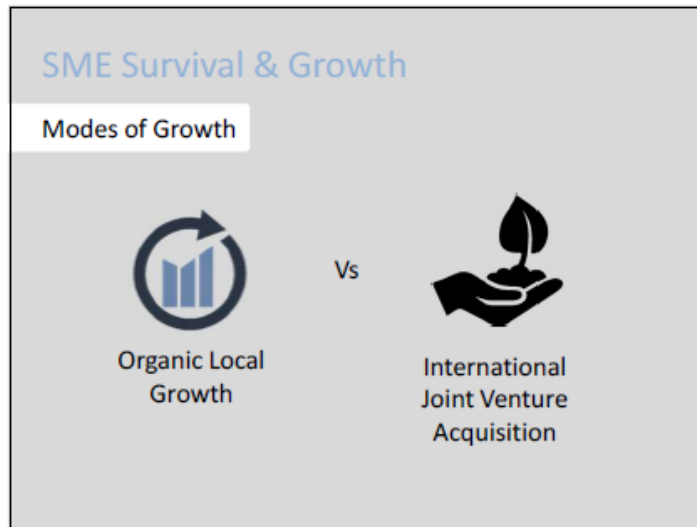 SME Survival & Growth
Modes of Growth
Vs
Organic Local
Growth
International
Joint Venture
Acquisition